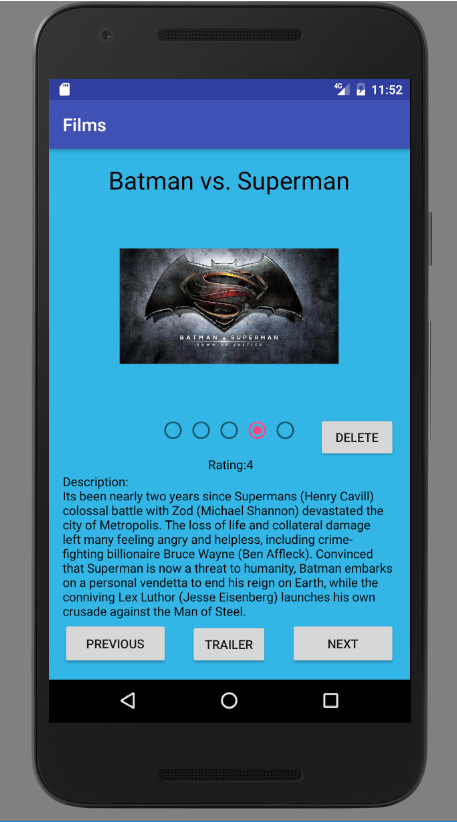 4G 11:52
Films
Batman vs. Superman
BATMAN v SUPERMAN
DAWN OF JUSTICE
DELETE
Rating:4
Description:
Its been nearly two years since Supermans (Henry Cavill)
colossal battle with Zod (Michael Shannon) devastated the
city of Metropolis. The loss of life and collateral damage
left many feeling angry and helpless, including crime-
fighting billionaire Bruce Wayne (Ben Affleck). Convinced
that Superman is now a threat to humanity, Batman embarks
on a personal vendetta to end his reign on Earth, while the
conniving Lex Luthor (Jesse Eisenberg) launches his own
crusade against the Man of Steel.
PREVIOUS TRAILER NEXT